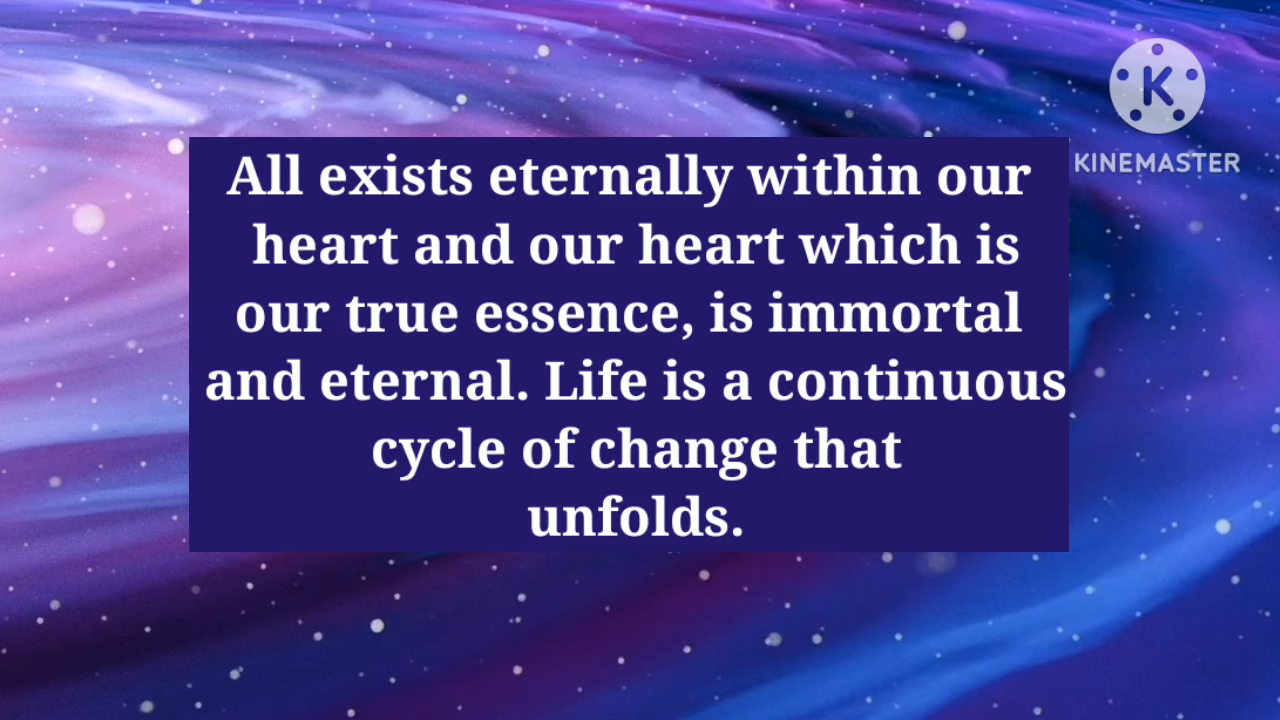 K
KINEMASTER
All exists eternally within our
heart and our heart which is
our true essence, is immortal
and eternal. Life is a continuous
cycle of change that
unfolds.